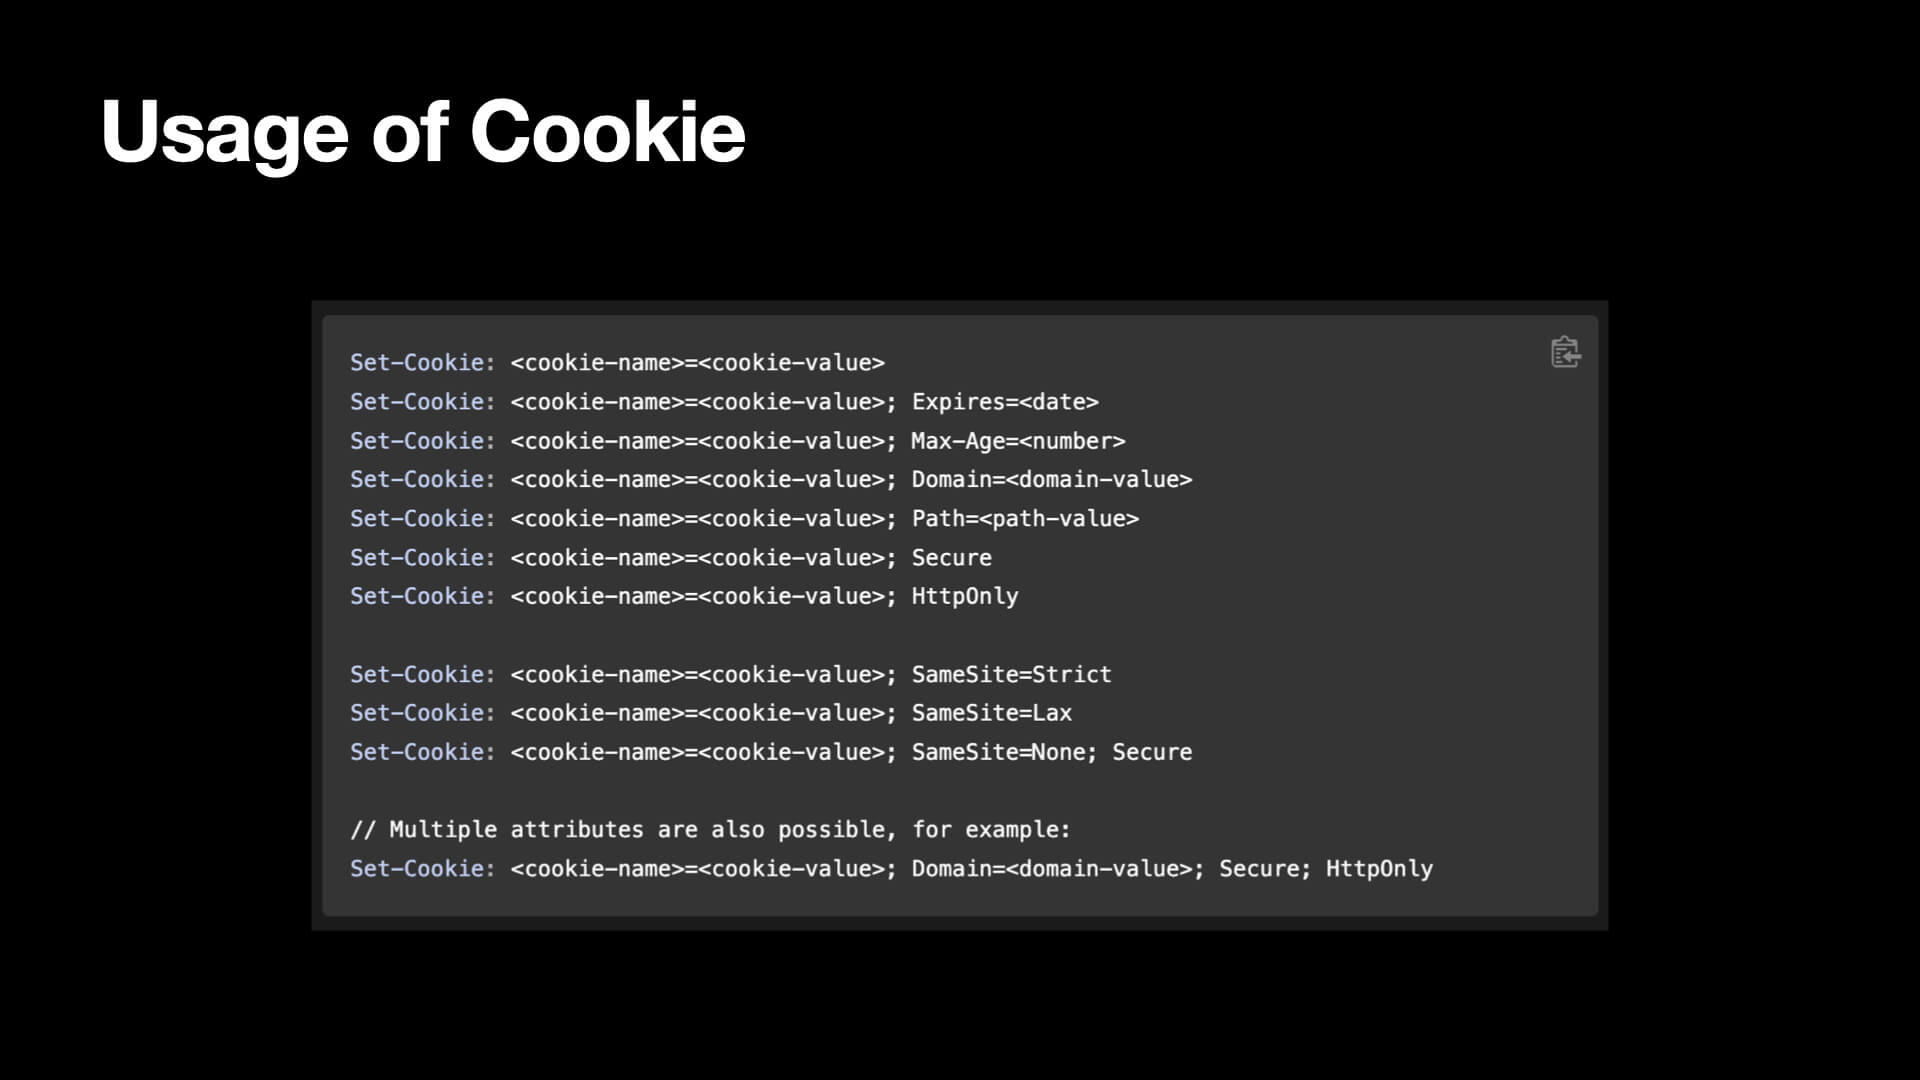 Usage of Cookie
Set-Cookie: <cookie-name>=<cookie-value>
Set-Cookie: <cookie-name>=<cookie-value>; Expires=<date>
Set-Cookie: <cookie-name>=<cookie-value>; Max-Age=<number>
Set-Cookie: <cookie-name>=<cookie-value>; Domain=<domain-value>
Set-Cookie: <cookie-name>=<cookie-value>; Path=<path-value>
Set-Cookie: <cookie-name>=<cookie-value>; Secure
Set-Cookie: <cookie-name>=<cookie-value>; HttpOnly
Set-Cookie: <cookie-name>=<cookie-value>; SameSite=Strict
Set-Cookie: <cookie-name>=<cookie-value>; SameSite=Lax
Set-Cookie: <cookie-name>=<cookie-value>; SameSite=None; Secure
// Multiple attributes are also possible, for example:
Set-Cookie: <cookie-name>=<cookie-value>; Domain=<domain-value>; Secure; HttpOnly